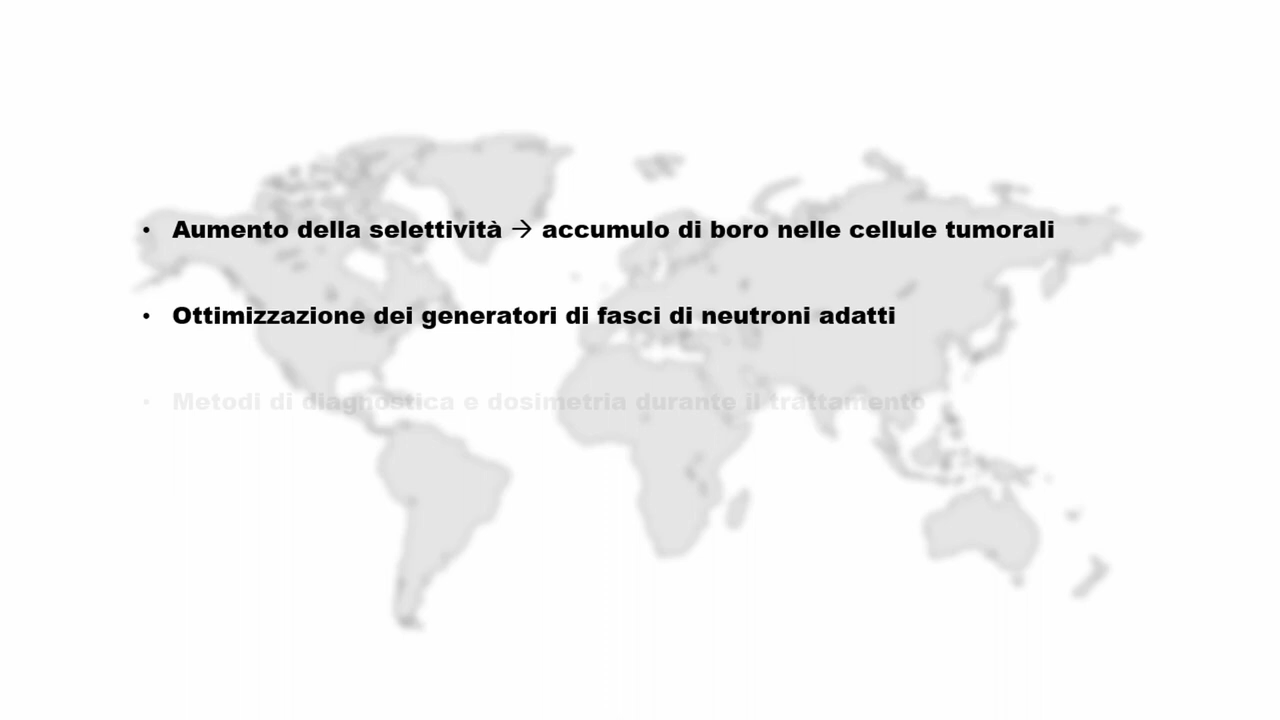 • Aumento della selettività → accumulo di boro nelle cellule tumorali
• Ottimizzazione dei generatori di fasci di neutroni adatti
• Metodi di diagnostica e dosimetria durante il trattamento